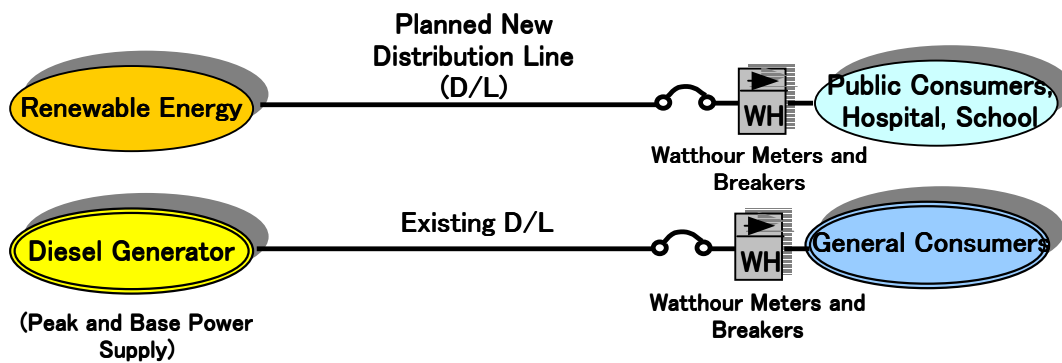 Planned New
Distribution Line
(D/L)
Renewable Energy
WH
Public Consumers,
Hospital, School
Watthour Meters and
Breakers
Existing D/L
Diesel Generator
WH
General Consumers
(Peak and Base Power
Supply)
Watthour Meters and
Breakers